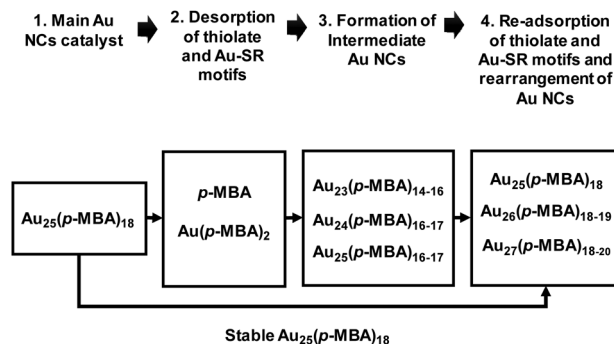 1. Main Au
NCs catalyst
2. Desorption
of thiolate
and Au-SR
motifs
3. Formation of
Intermediate
Au NCs
4. Re-adsorption
of thiolate and
Au-SR motifs and
rearrangement of
Au NCs
Au₂₅(p-MBA)₁₈
p-MBA
Au(p-MBA)₂
Au₂₃(p-MBA)₁₄₋₁₆
Au₂₄(p-MBA)₁₆₋₁₇
Au₂₅(p-MBA)₁₆₋₁₇
Au₂₅(p-MBA)₁₈
Au₂₆(p-MBA)₁₈₋₁₉
Au₂₇(p-MBA)₁₈₋₂₀
Stable Au₂₅(p-MBA)₁₈